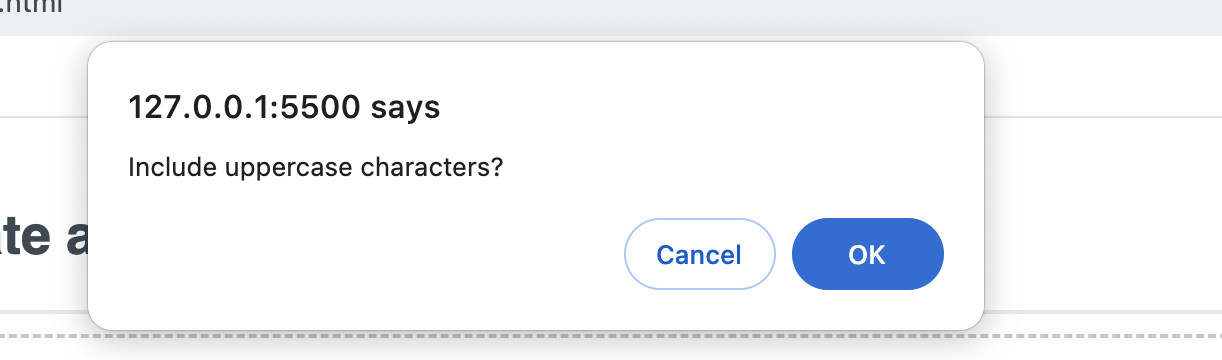 .html
127.0.0.1:5500 says
Include uppercase characters?
Cancel
OK
te a